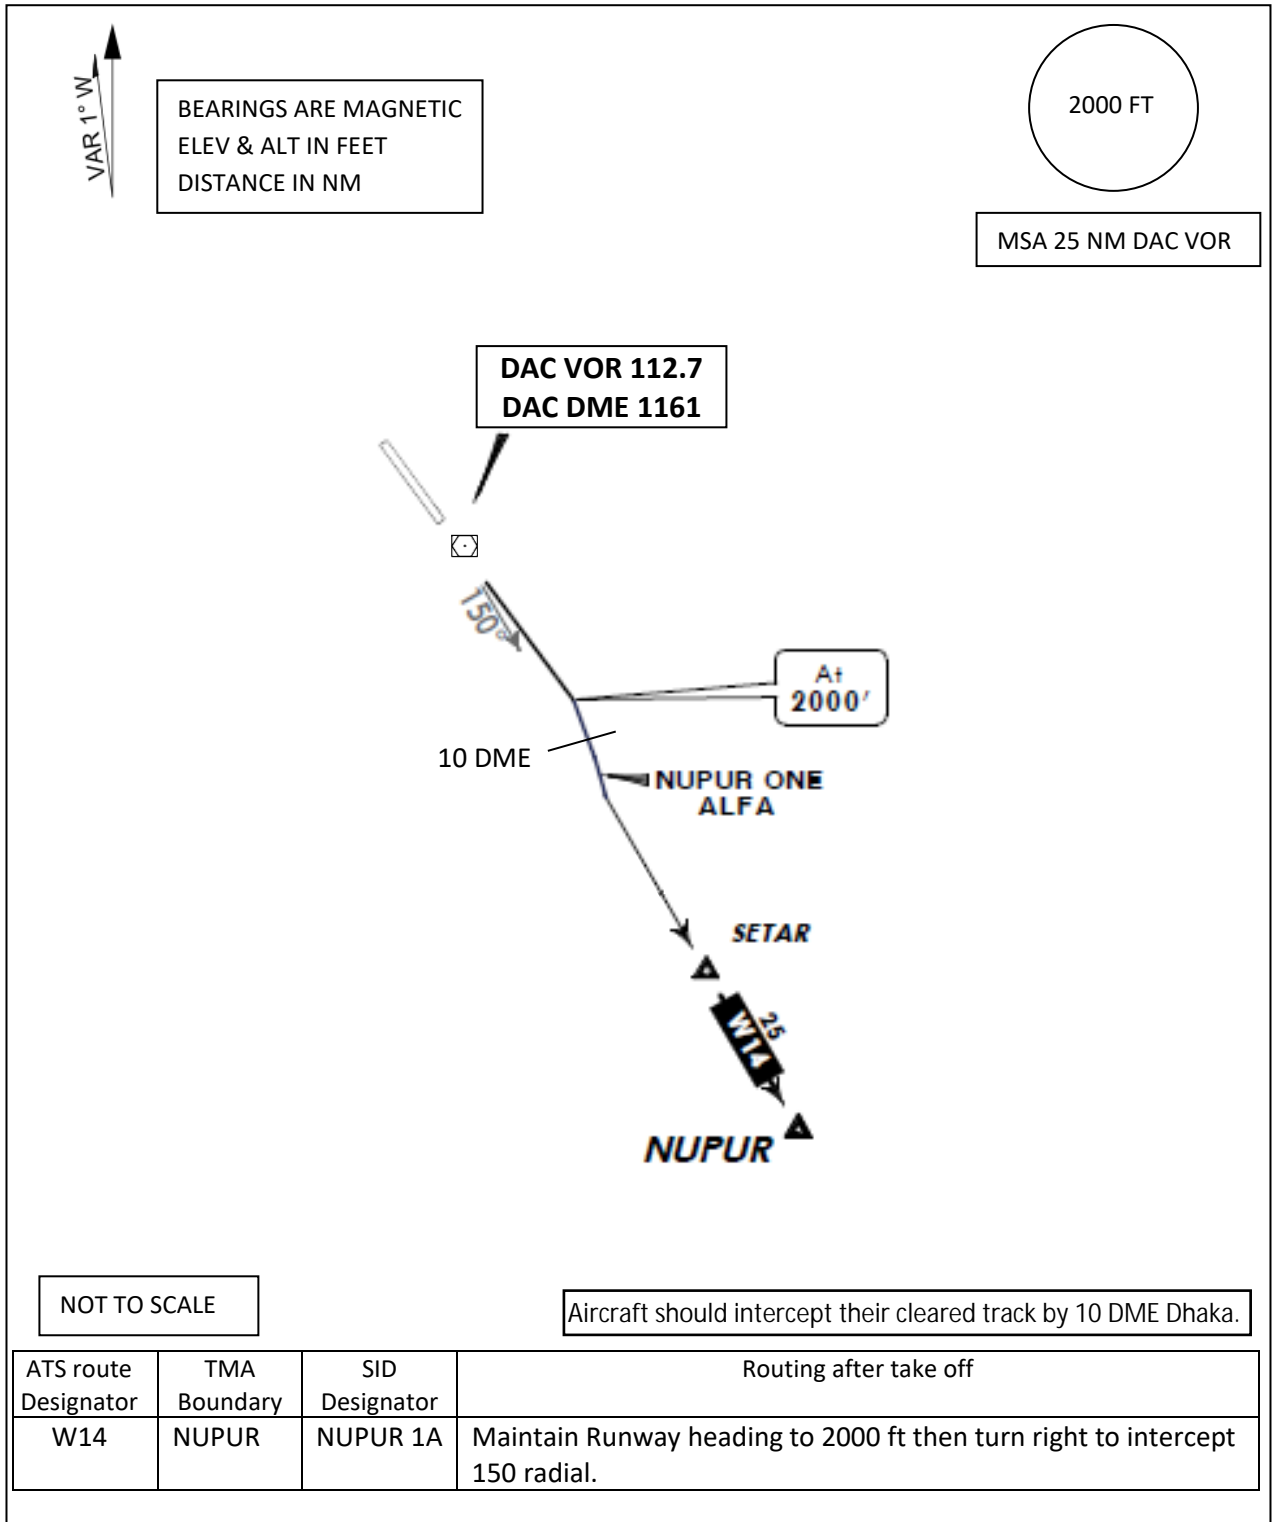 VAR 1° W
BEARINGS ARE MAGNETIC
ELEV & ALT IN FEET
DISTANCE IN NM
2000 FT
MSA 25 NM DAC VOR
DAC VOR 112.7
DAC DME 1161
150°
At
2000'
10 DME
NUPUR ONE
ALFA
SETAR
25
W14
NUPUR
NOT TO SCALE
Aircraft should intercept their cleared track by 10 DME Dhaka.
ATS route
Designator
TMA
Boundary
SID
Designator
Routing after take off
W14
NUPUR
NUPUR 1A
Maintain Runway heading to 2000 ft then turn right to intercept
150 radial.